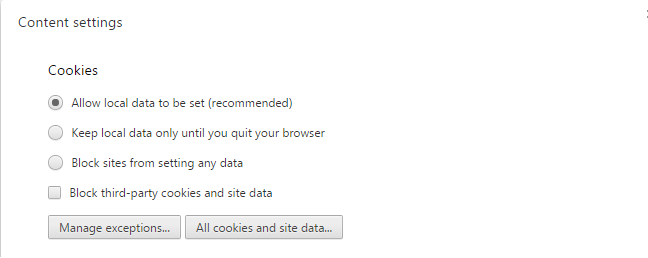 Content settings
Cookies
Allow local data to be set (recommended)
Keep local data only until you quit your browser
Block sites from setting any data
Block third-party cookies and site data
Manage exceptions... All cookies and site data...